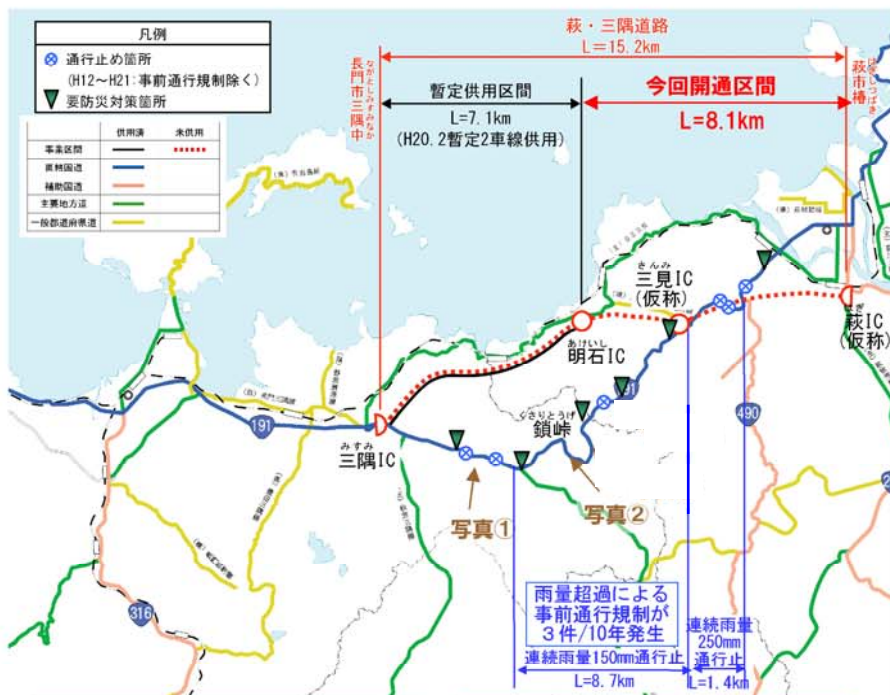 凡例
通行止め箇所
(H12~H21:事前通行規制除く)
要防災対策箇所
供用済 未供用
事業区間
直轄国道
補助国道
主要地方道
一般都道府県道
萩・三隅道路
L=15.2km
ながとしみすみなか
長門市三隅中
暫定供用区間
L=7.1km
(H20.2暫定2車線供用)
今回開通区間
L=8.1km
はぎしつばき
萩市椿
さんみ
三見IC
(仮称)
萩IC
(仮称)
あけいし
明石IC
くさりとうげ
鎖峠
みすみ
三隅IC
191
191
490
316
写真①
写真②
雨量超過による
事前通行規制が
3件/10年発生
連続雨量150mm通行止
L=8.7km
連続雨量
250mm
通行止
L=1.4km